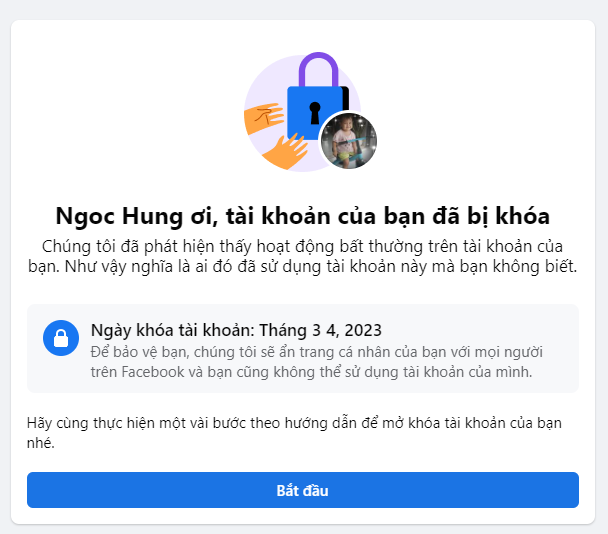 Ngoc Hung ơi, tài khoản của bạn đã bị khóa
Chúng tôi đã phát hiện thấy hoạt động bất thường trên tài khoản của
bạn. Như vậy nghĩa là ai đó đã sử dụng tài khoản này mà bạn không biết.
Ngày khóa tài khoản: Tháng 3 4, 2023
Để bảo vệ bạn, chúng tôi sẽ ẩn trang cá nhân của bạn với mọi người
trên Facebook và bạn cũng không thể sử dụng tài khoản của mình.
Hãy cùng thực hiện một vài bước theo hướng dẫn để mở khóa tài khoản của bạn
nhé.
Bắt đầu